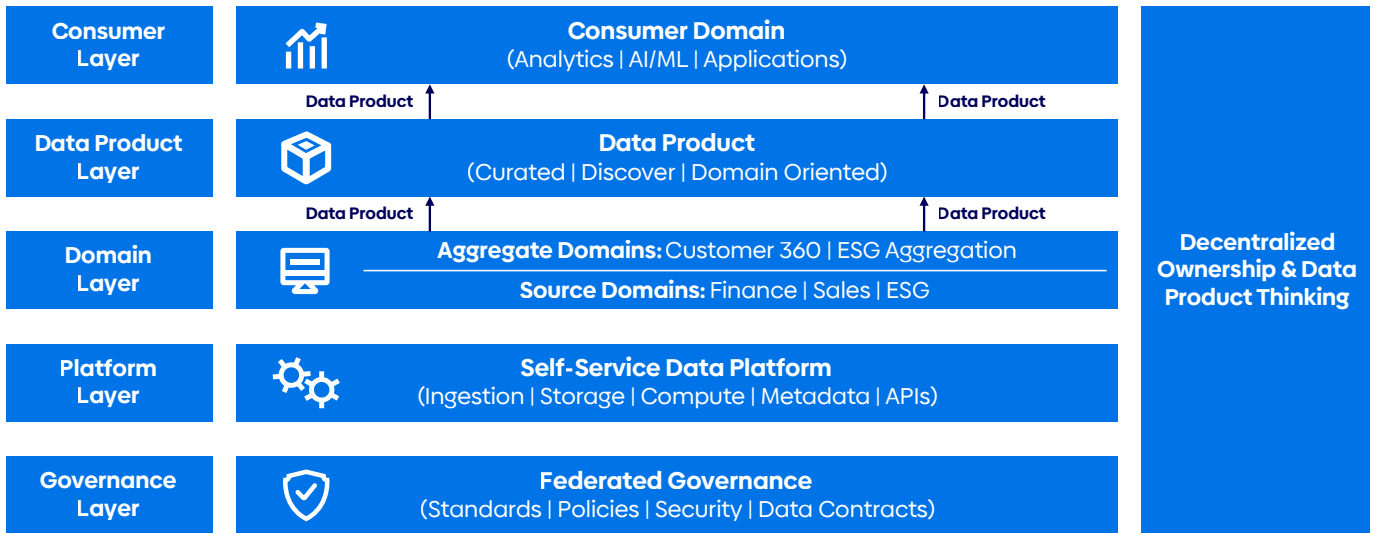 Consumer
Layer
Consumer Domain
(Analytics | AI/ML | Applications)
Data Product
Data Product
Data Product
Layer
Data Product
(Curated | Discover | Domain Oriented)
Data Product
Data Product
Domain
Layer
Aggregate Domains: Customer 360 | ESG Aggregation
Source Domains: Finance | Sales | ESG
Platform
Layer
Self-Service Data Platform
(Ingestion | Storage | Compute | Metadata | APIs)
Governance
Layer
Federated Governance
(Standards | Policies | Security | Data Contracts)
Decentralized
Ownership & Data
Product Thinking